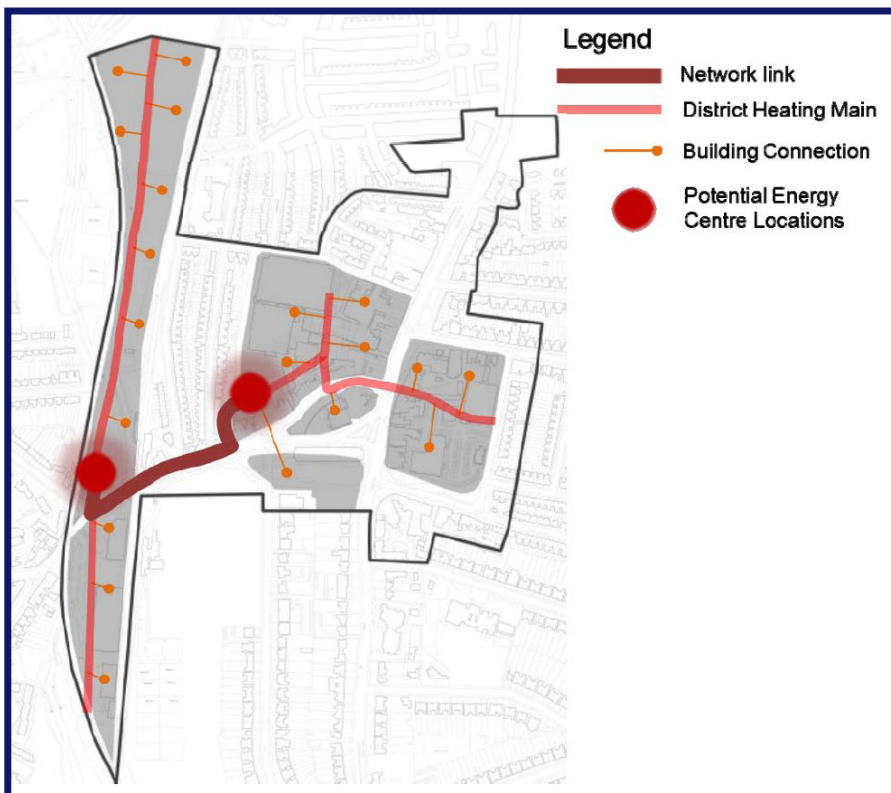 Legend
Network link
District Heating Main
Building Connection
Potential Energy
Centre Locations